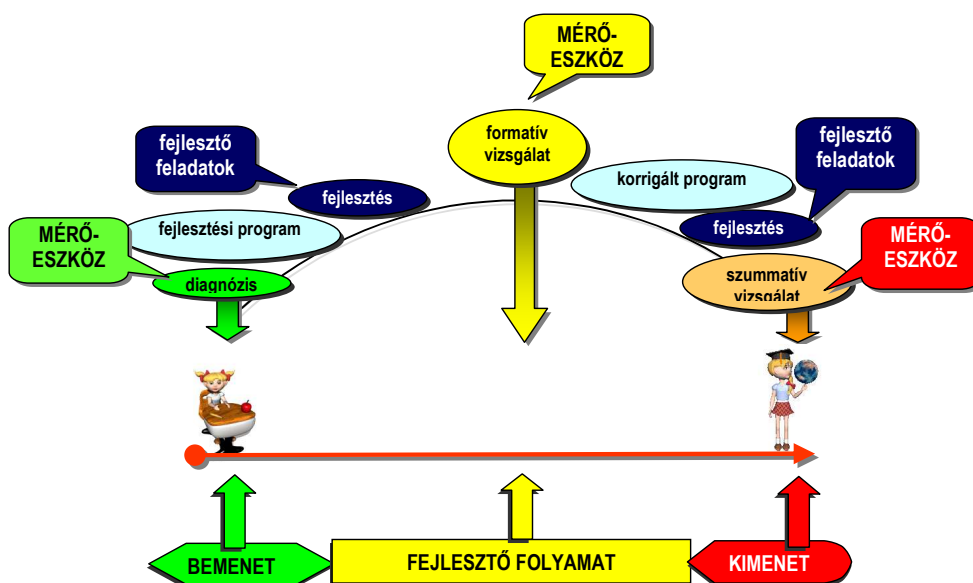 MÉRŐ-
ESZKÖZ
fejlesztő
feladatok
formatív
vizsgálat
fejlesztő
feladatok
korrigált program
fejlesztés
MÉRŐ-
ESZKÖZ
fejlesztési program
fejlesztés
MÉRŐ-
ESZKÖZ
diagnózis
szummatív
vizsgálat
BEMENET
FEJLESZTŐ FOLYAMAT
KIMENET